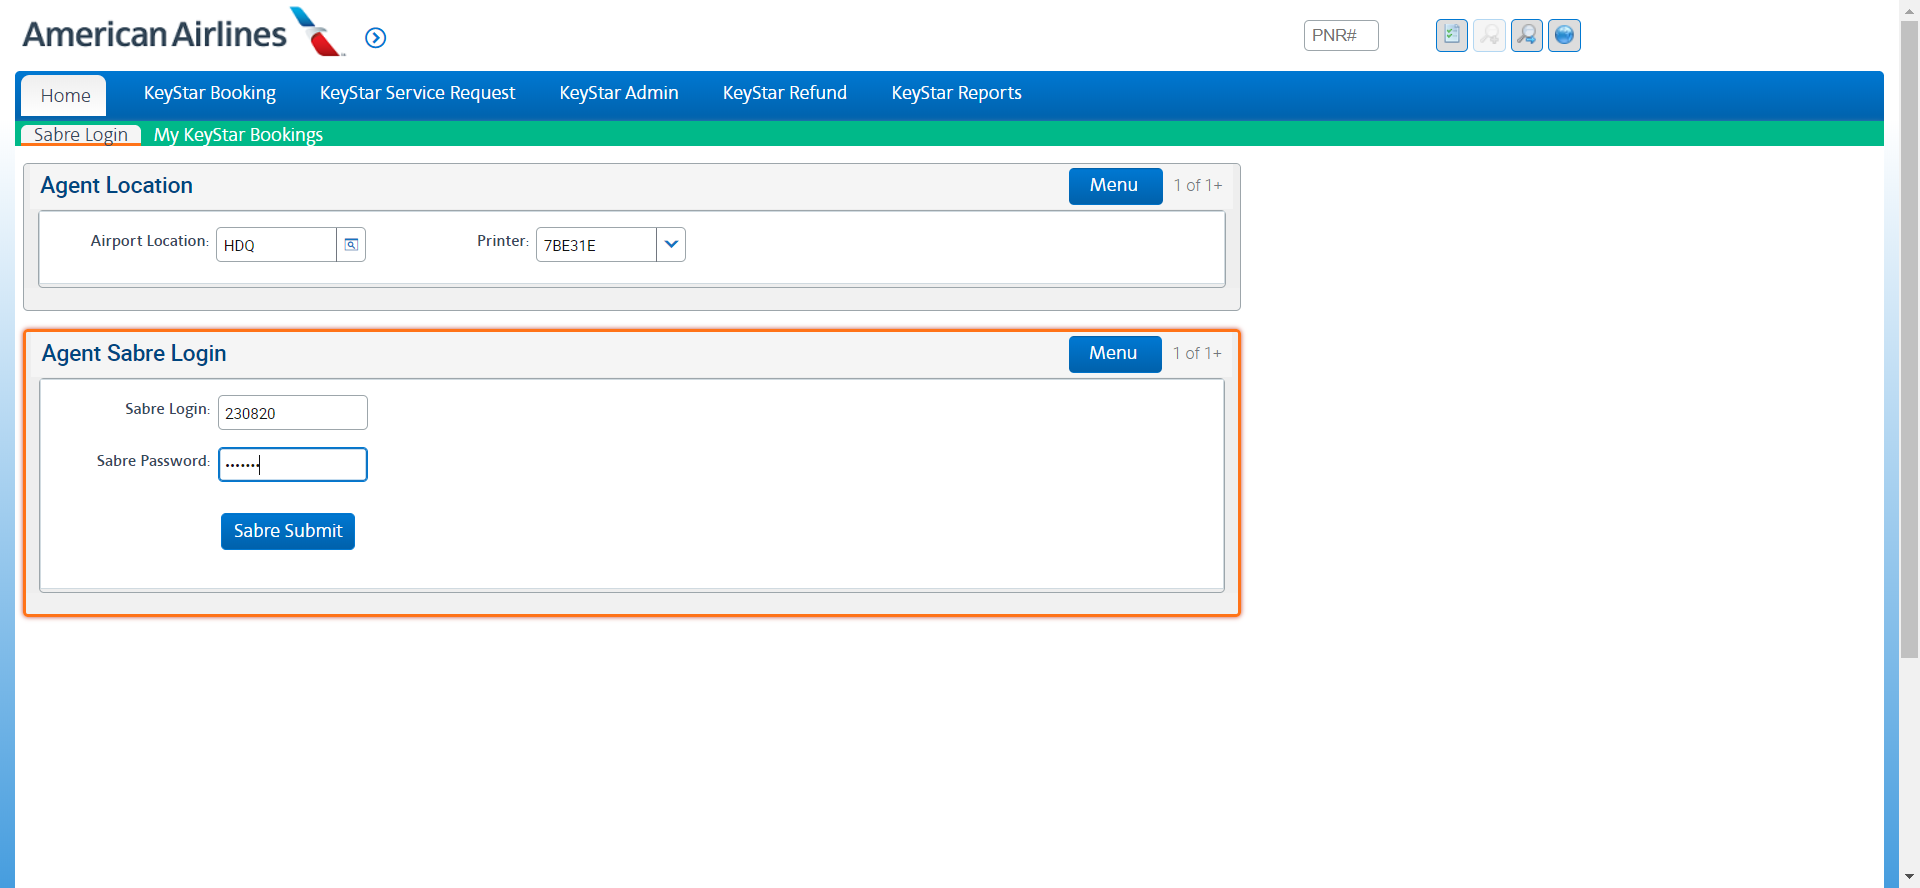 American Airlines
PNR#
Home
KeyStar Booking
KeyStar Service Request
KeyStar Admin
KeyStar Refund
KeyStar Reports
Sabre Login
My KeyStar Bookings
Agent Location
Menu
1 of 1+
Airport Location:
HDQ
Printer:
7BE31E
Agent Sabre Login
Menu
1 of 1+
Sabre Login:
230820
Sabre Password:
•••••••
Sabre Submit